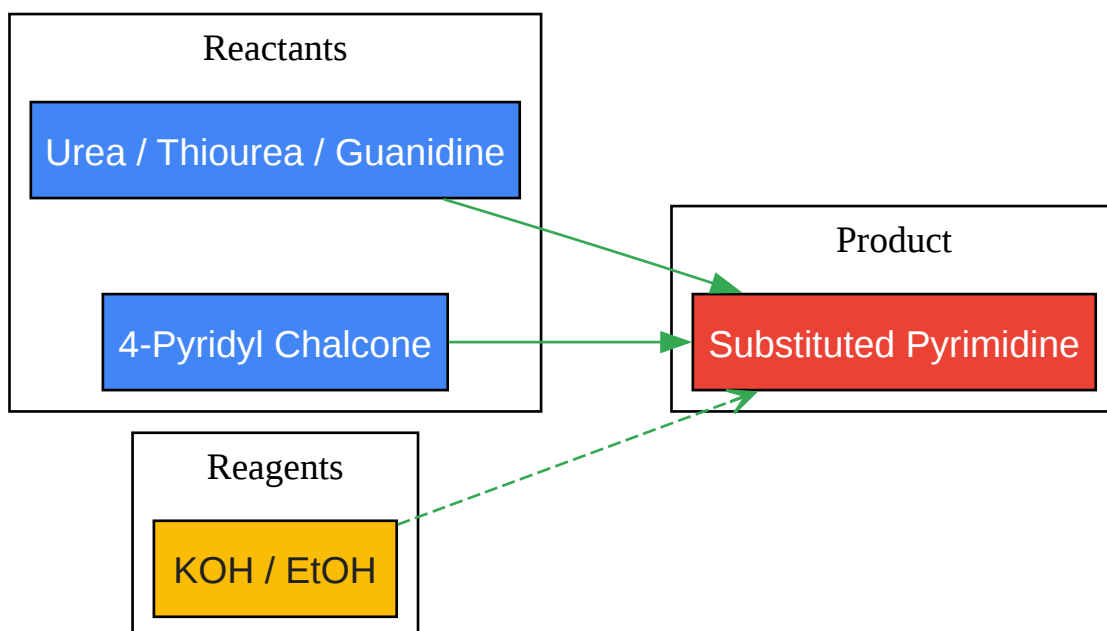 Reactants
Urea / Thiourea / Guanidine
4-Pyridyl Chalcone
Product
Substituted Pyrimidine
Reagents
KOH / EtOH